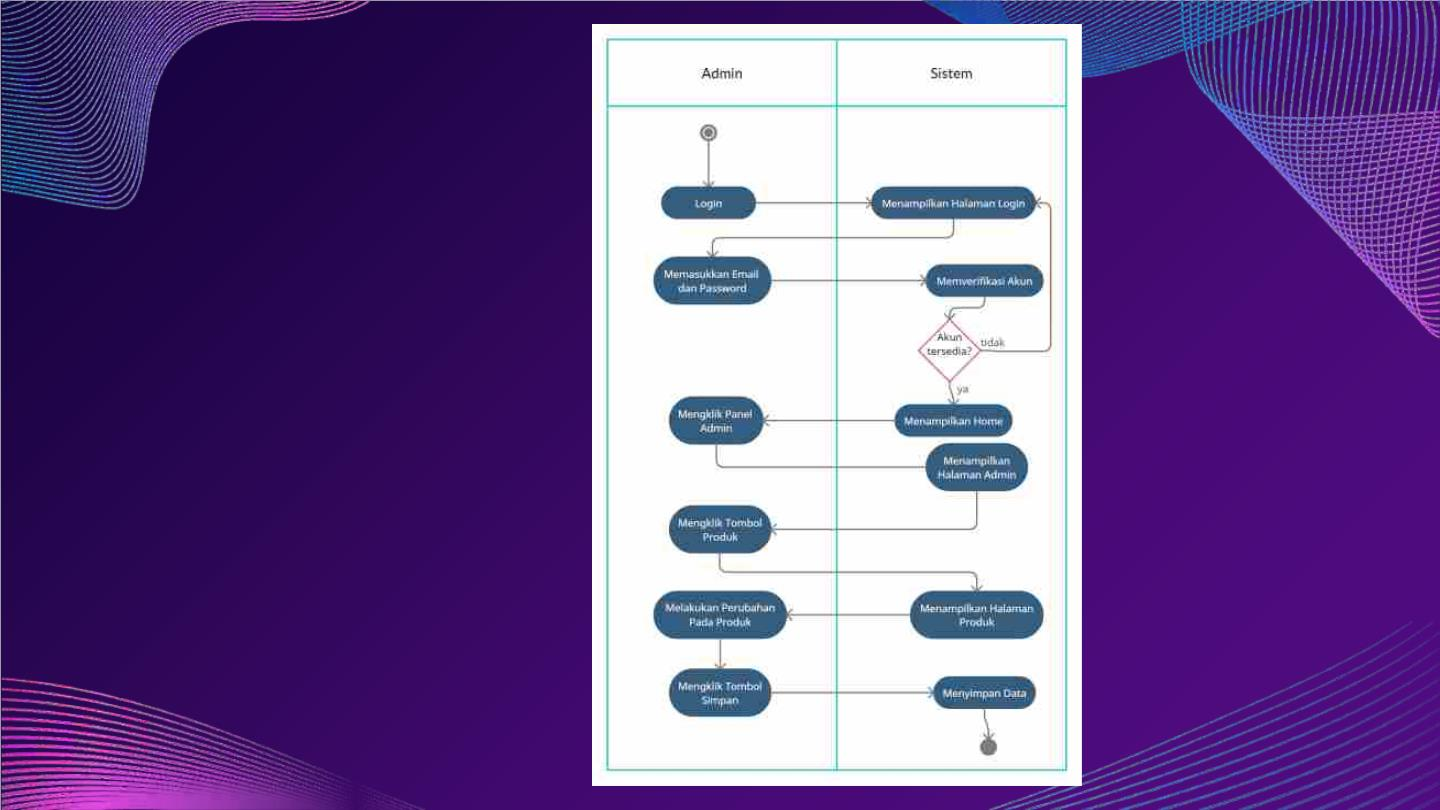 Admin
Sistem
Login
Menampilkan Halaman Login
Memasukkan Email
dan Password
Memverifikasi Akun
Akun
tersedia?
tidak
ya
Mengklik Panel
Admin
Menampilkan Home
Menampilkan
Halaman Admin
Mengklik Tombol
Produk
Melakukan Perubahan
Pada Produk
Menampilkan Halaman
Produk
Mengklik Tombol
Simpan
Menyimpan Data